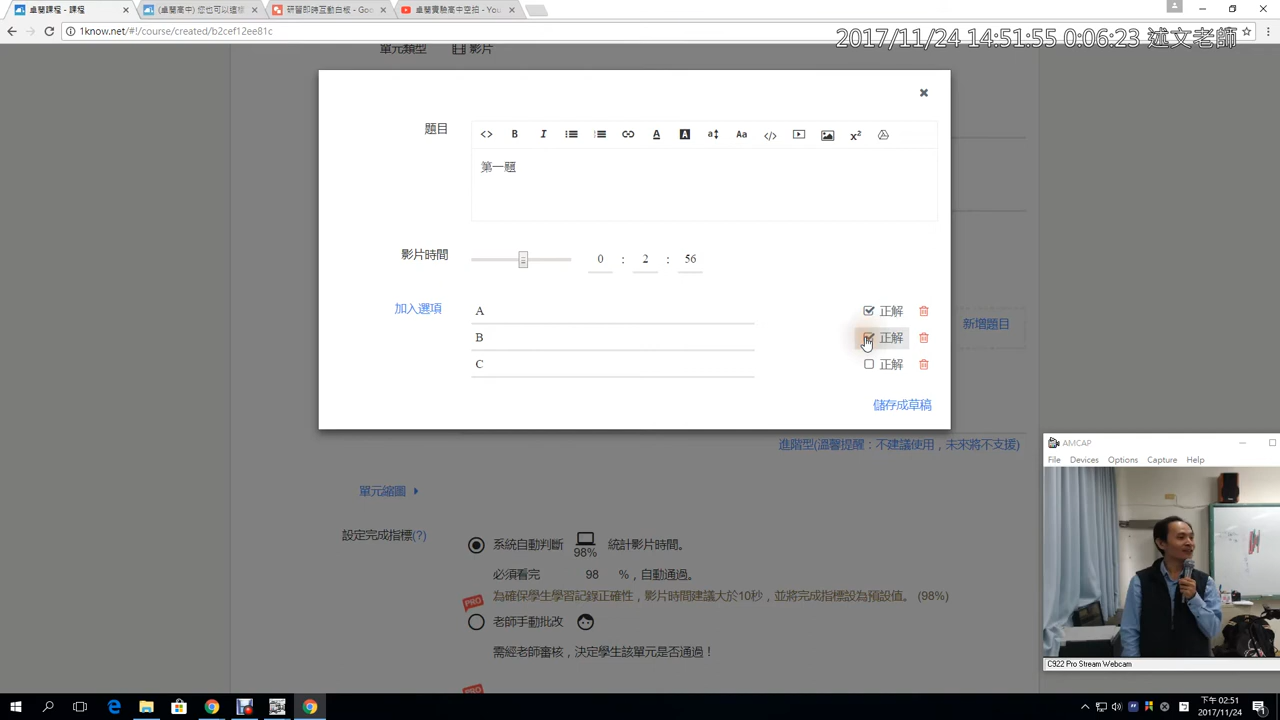 卓蘭課程 - 課程
(卓蘭高中) 您也可以這樣
研習即時互動白板 - Goo
卓蘭實驗高中空拍 - You
1know.net/#!/course/created/b2cef12ee81c
2017/11/24 14:51:55 0:06:23 述文老師
單元類型 影片
題目
第一題
影片時間 0 : 2 : 56
加入選項 A 正解
B 正解
C 正解
新增題目
儲存成草稿
進階型(溫馨提醒：不建議使用，未來將不支援)
單元縮圖
設定完成指標(?) 系統自動判斷 98% 統計影片時間。
必須看完 98 %，自動通過。
PRO 為確保學生學習記錄正確性，影片時間建議大於10秒，並將完成指標設為預設值。 (98%)
老師手動批改
需經老師審核，決定學生該單元是否通過！
AMCAP
File Devices Options Capture Help
C922 Pro Stream Webcam
下午 02:51
2017/11/24